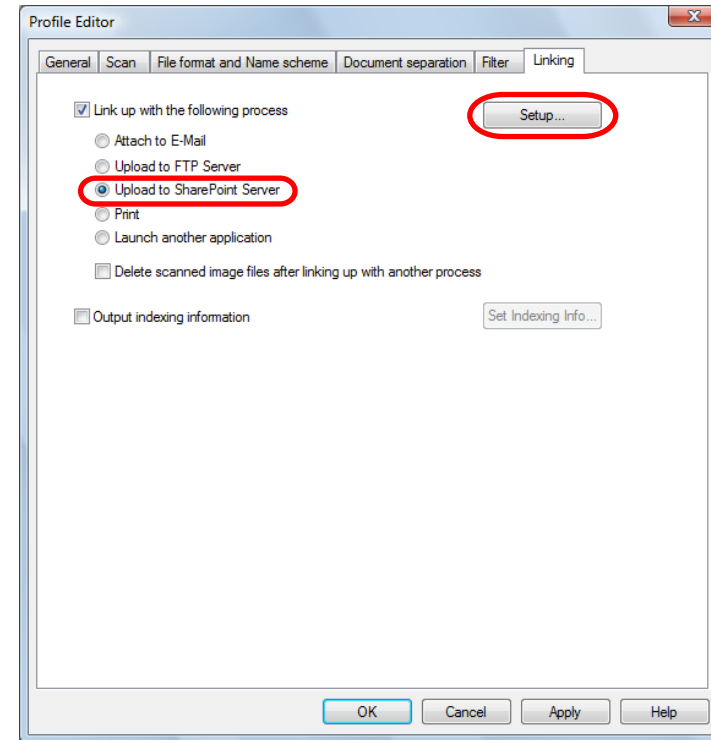 Profile Editor
General Scan File format and Name scheme Document separation Filter Linking
Link up with the following process Setup...
Attach to E-Mail
Upload to FTP Server
Upload to SharePoint Server
Print
Launch another application
Delete scanned image files after linking up with another process
Output indexing information Set Indexing Info...
OK Cancel Apply Help